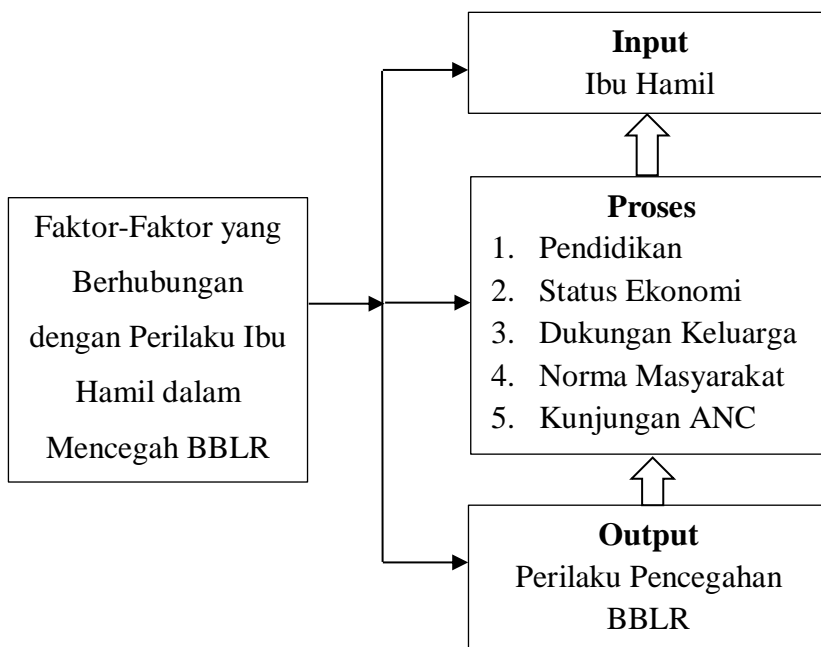 Input
Ibu Hamil
Faktor-Faktor yang
Berhubungan
dengan Perilaku Ibu
Hamil dalam
Mencegah BBLR
Proses
1. Pendidikan
2. Status Ekonomi
3. Dukungan Keluarga
4. Norma Masyarakat
5. Kunjungan ANC
Output
Perilaku Pencegahan
BBLR